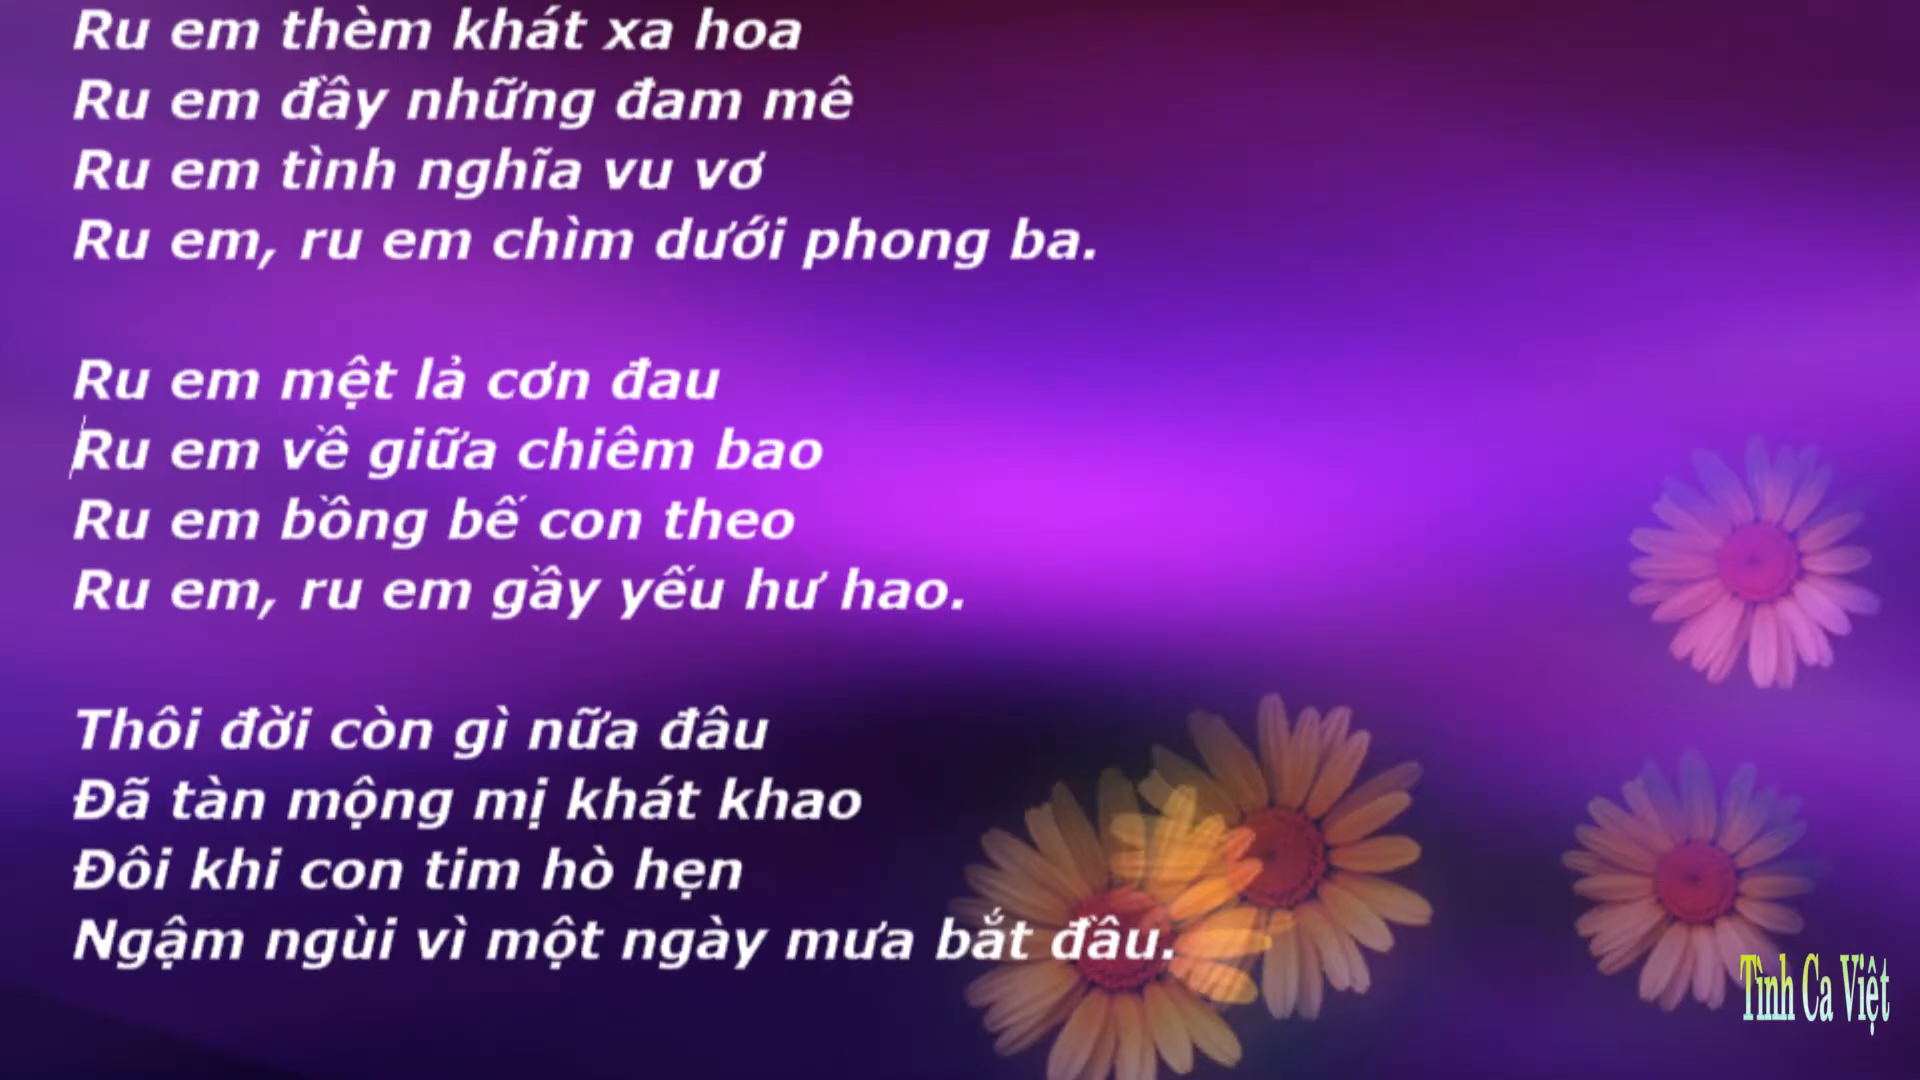 Ru em thèm khát xa hoa
Ru em đầy những đam mê
Ru em tình nghĩa vu vơ
Ru em, ru em chìm dưới phong ba.
Ru em mệt lả cơn đau
Ru em về giữa chiêm bao
Ru em bồng bế con theo
Ru em, ru em gầy yếu hư hao.
Thôi đời còn gì nữa đâu
Đã tàn mộng mị khát khao
Đôi khi con tim hò hẹn
Ngậm ngùi vì một ngày mưa bắt đầu.
Tình Ca Việt